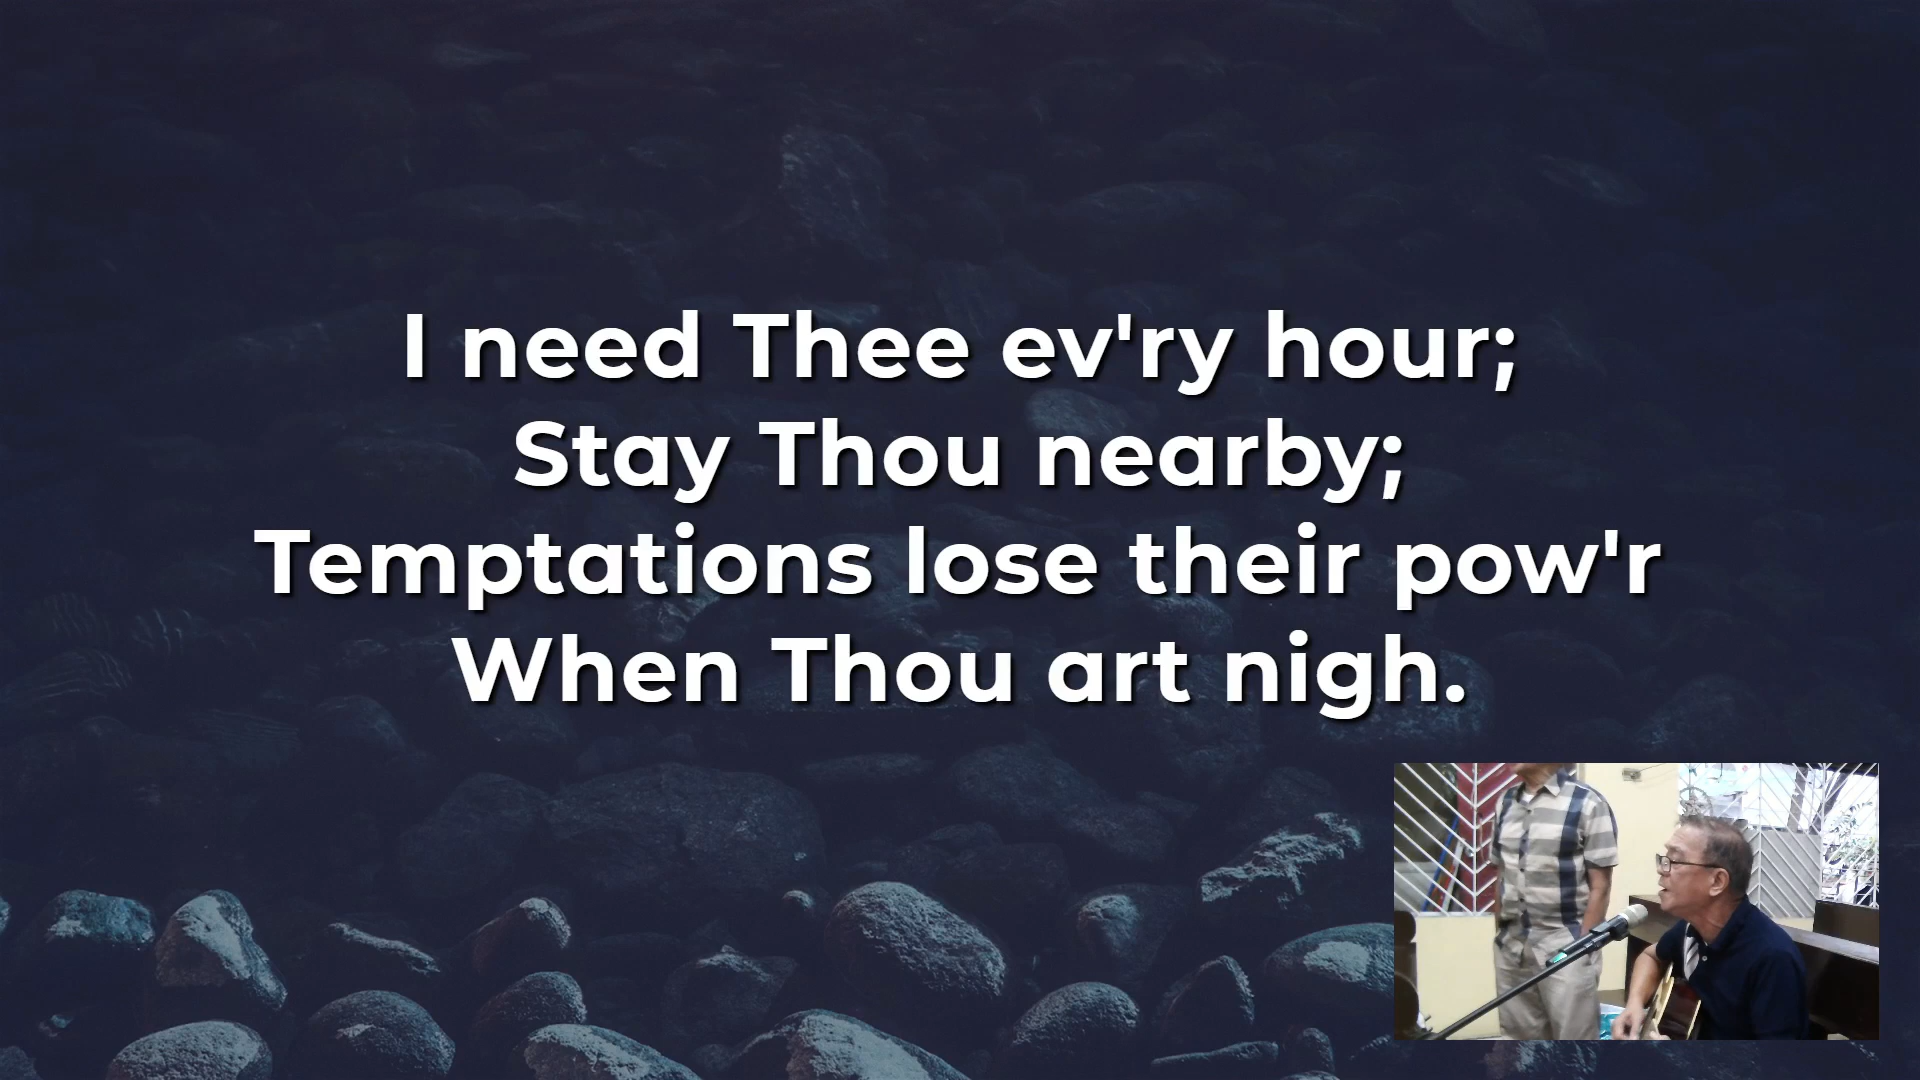 I need Thee ev'ry hour;
Stay Thou nearby;
Temptations lose their pow'r
When Thou art nigh.